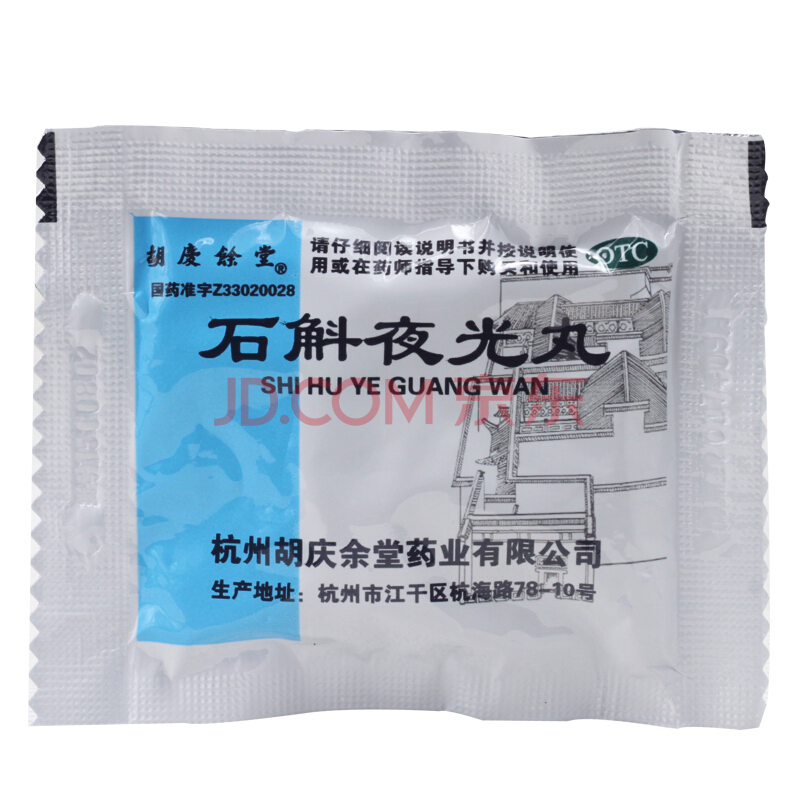 胡慶餘堂®
国药准字Z33020028
请仔细阅读说明书并按说明使
用或在药师指导下购买和使用
OTC
石斛夜光丸
SHI HU YE GUANG WAN
JD.COM 京东
杭州胡庆余堂药业有限公司
生产地址：杭州市江干区杭海路78-10号